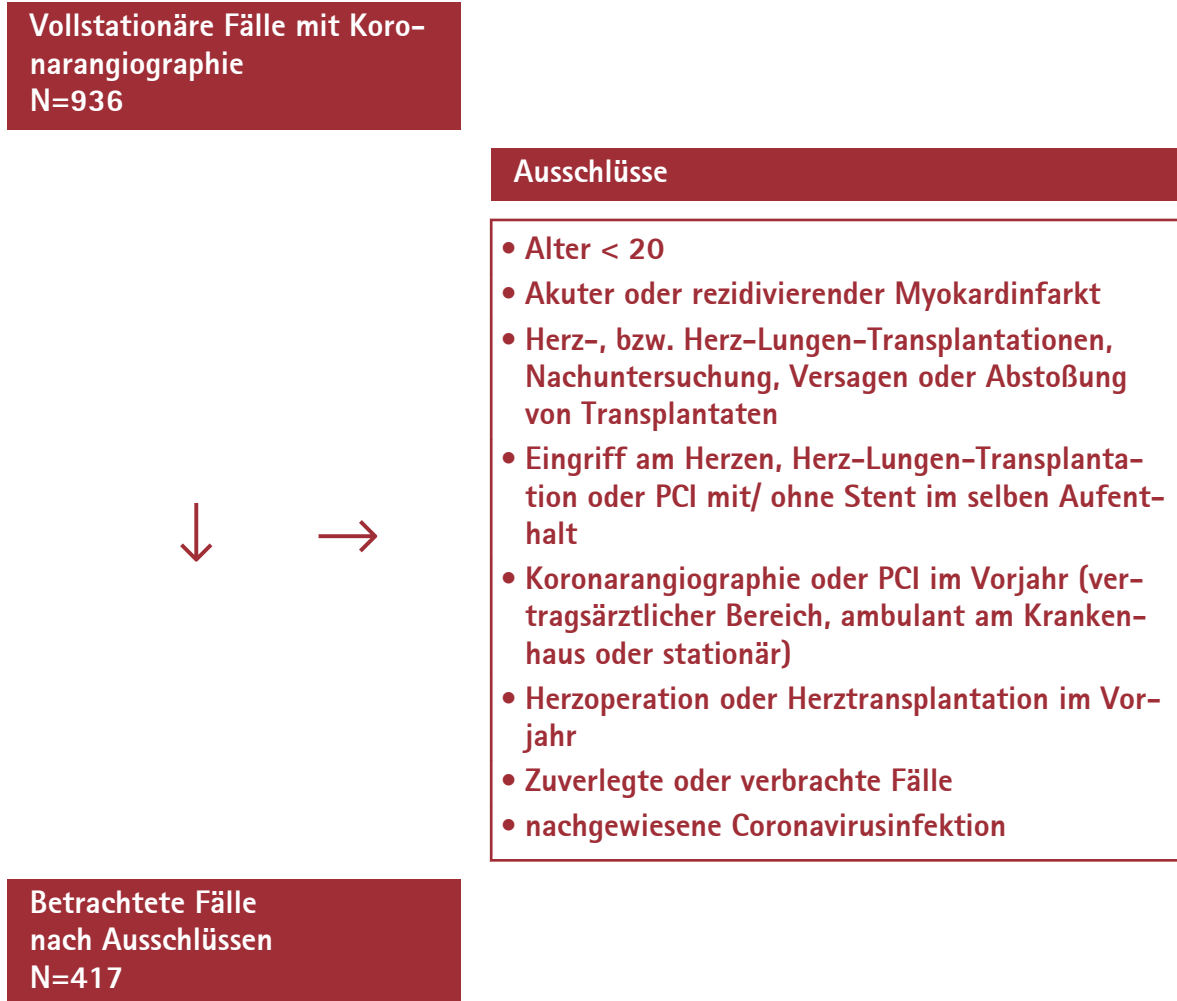 Vollstationäre Fälle mit Koro-
narangiographie
N=936
Ausschlüsse
• Alter < 20
• Akuter oder rezidivierender Myokardinfarkt
• Herz-, bzw. Herz-Lungen-Transplantationen,
Nachuntersuchung, Versagen oder Abstoßung
von Transplantaten
• Eingriff am Herzen, Herz-Lungen-Transplanta-
tion oder PCI mit/ ohne Stent im selben Aufent-
halt
• Koronarangiographie oder PCI im Vorjahr (ver-
tragsärztlicher Bereich, ambulant am Kranken-
haus oder stationär)
• Herzoperation oder Herztransplantation im Vor-
jahr
• Zuverlegte oder verbrachte Fälle
• nachgewiesene Coronavirusinfektion
Betrachtete Fälle
nach Ausschlüssen
N=417